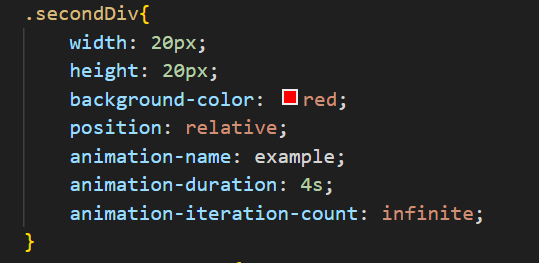 .secondDiv{
width: 20px;
height: 20px;
background-color: red;
position: relative;
animation-name: example;
animation-duration: 4s;
animation-iteration-count: infinite;
}